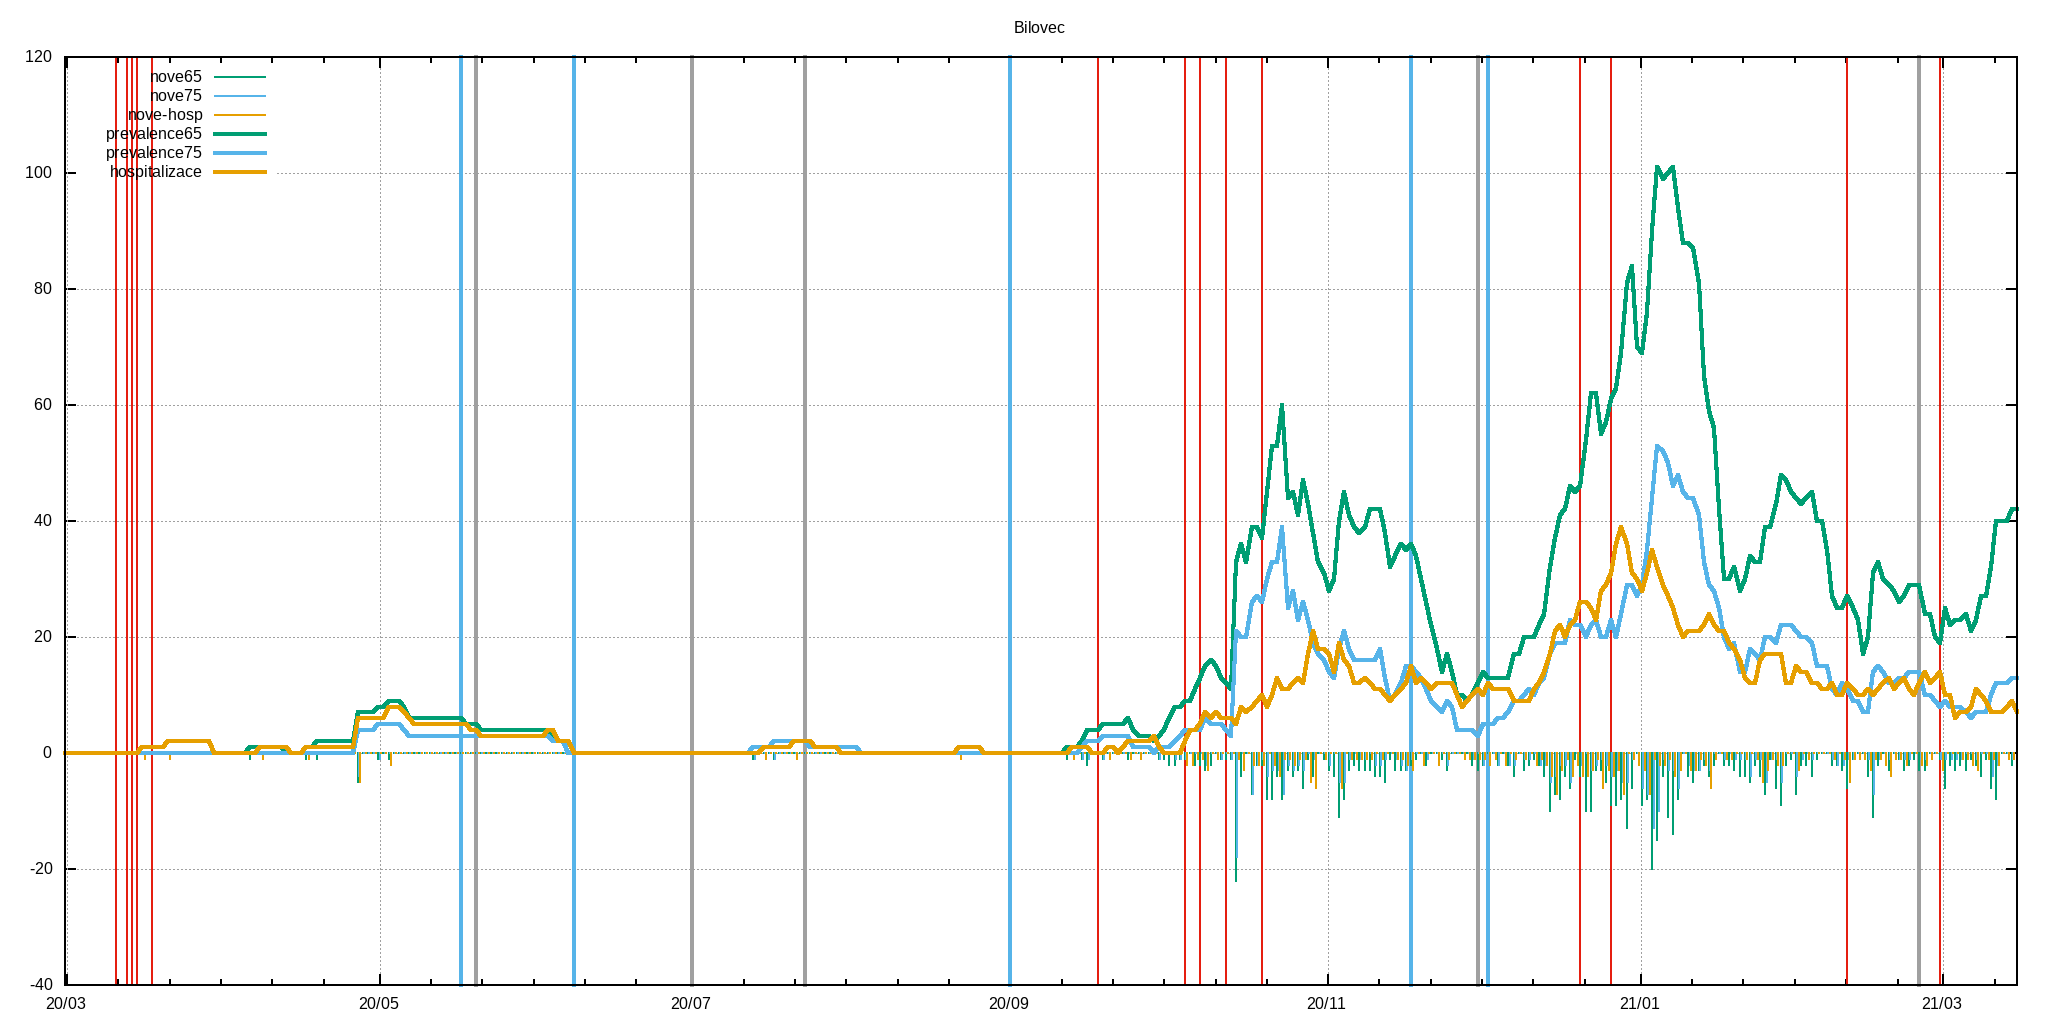 Bilovec
120
100
80
60
40
20
0
-20
-40
nove65
nove75
nove-hosp
prevalence65
prevalence75
hospitalizace
20/03 20/05 20/07 20/09 20/11 21/01 21/03